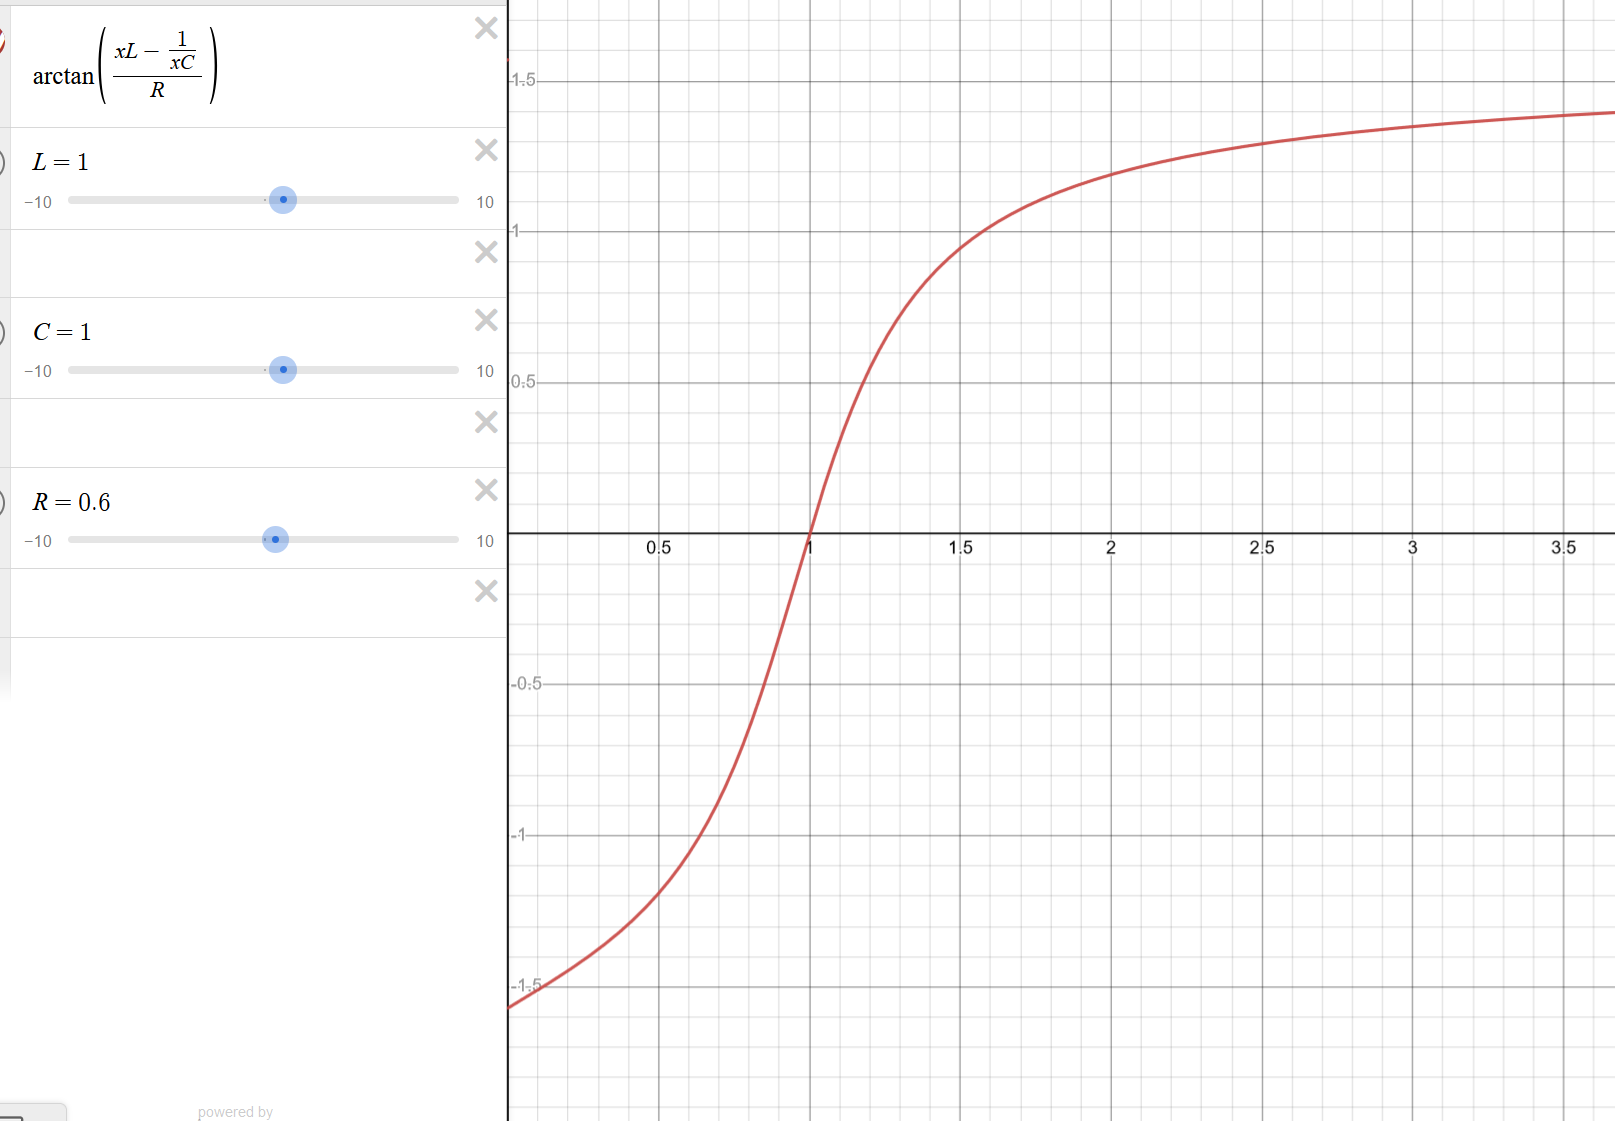 arctan((xL − 1/xC)/R)
L = 1
−10 10
C = 1
−10 10
R = 0.6
−10 10
powered by
1.5
1
0.5
0.5 1 1.5 2 2.5 3 3.5
-0.5
-1
-1.5